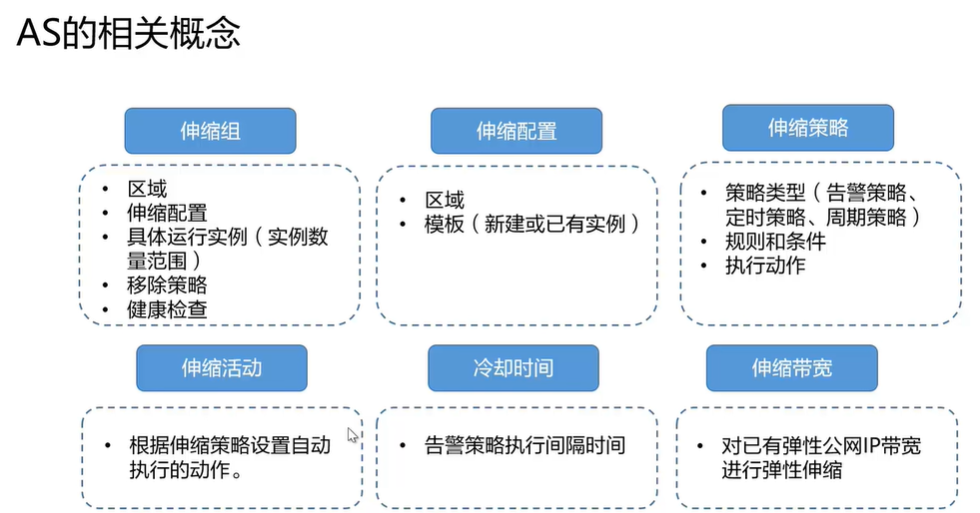 AS的相关概念
伸缩组
• 区域
• 伸缩配置
• 具体运行实例（实例数
量范围）
• 移除策略
• 健康检查
伸缩配置
• 区域
• 模板（新建或已有实例）
伸缩策略
• 策略类型（告警策略、
定时策略、周期策略）
• 规则和条件
• 执行动作
伸缩活动
• 根据伸缩策略设置自动
执行的动作。
冷却时间
• 告警策略执行间隔时间
伸缩带宽
• 对已有弹性公网IP带宽
进行弹性伸缩